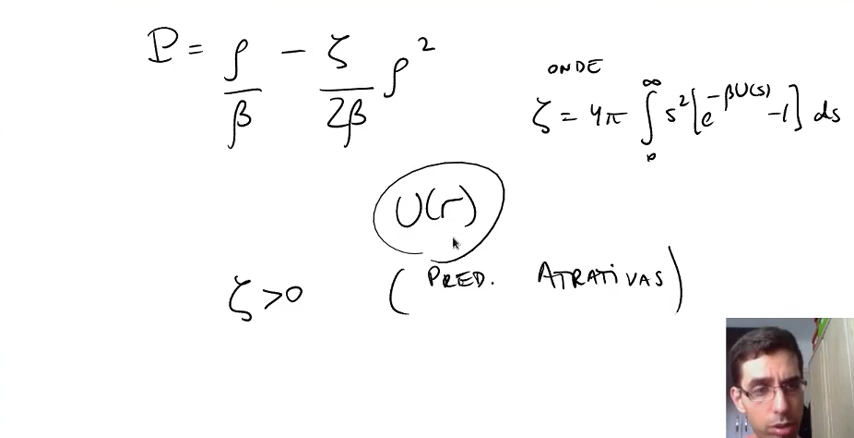 P = ρ/β − ζ/2β ρ²
ONDE
ζ = 4π ∫₀^∞ s² [e^{−βU(s)} −1] ds
U(r)
ζ > 0 (PRED. ATRATIVAS)